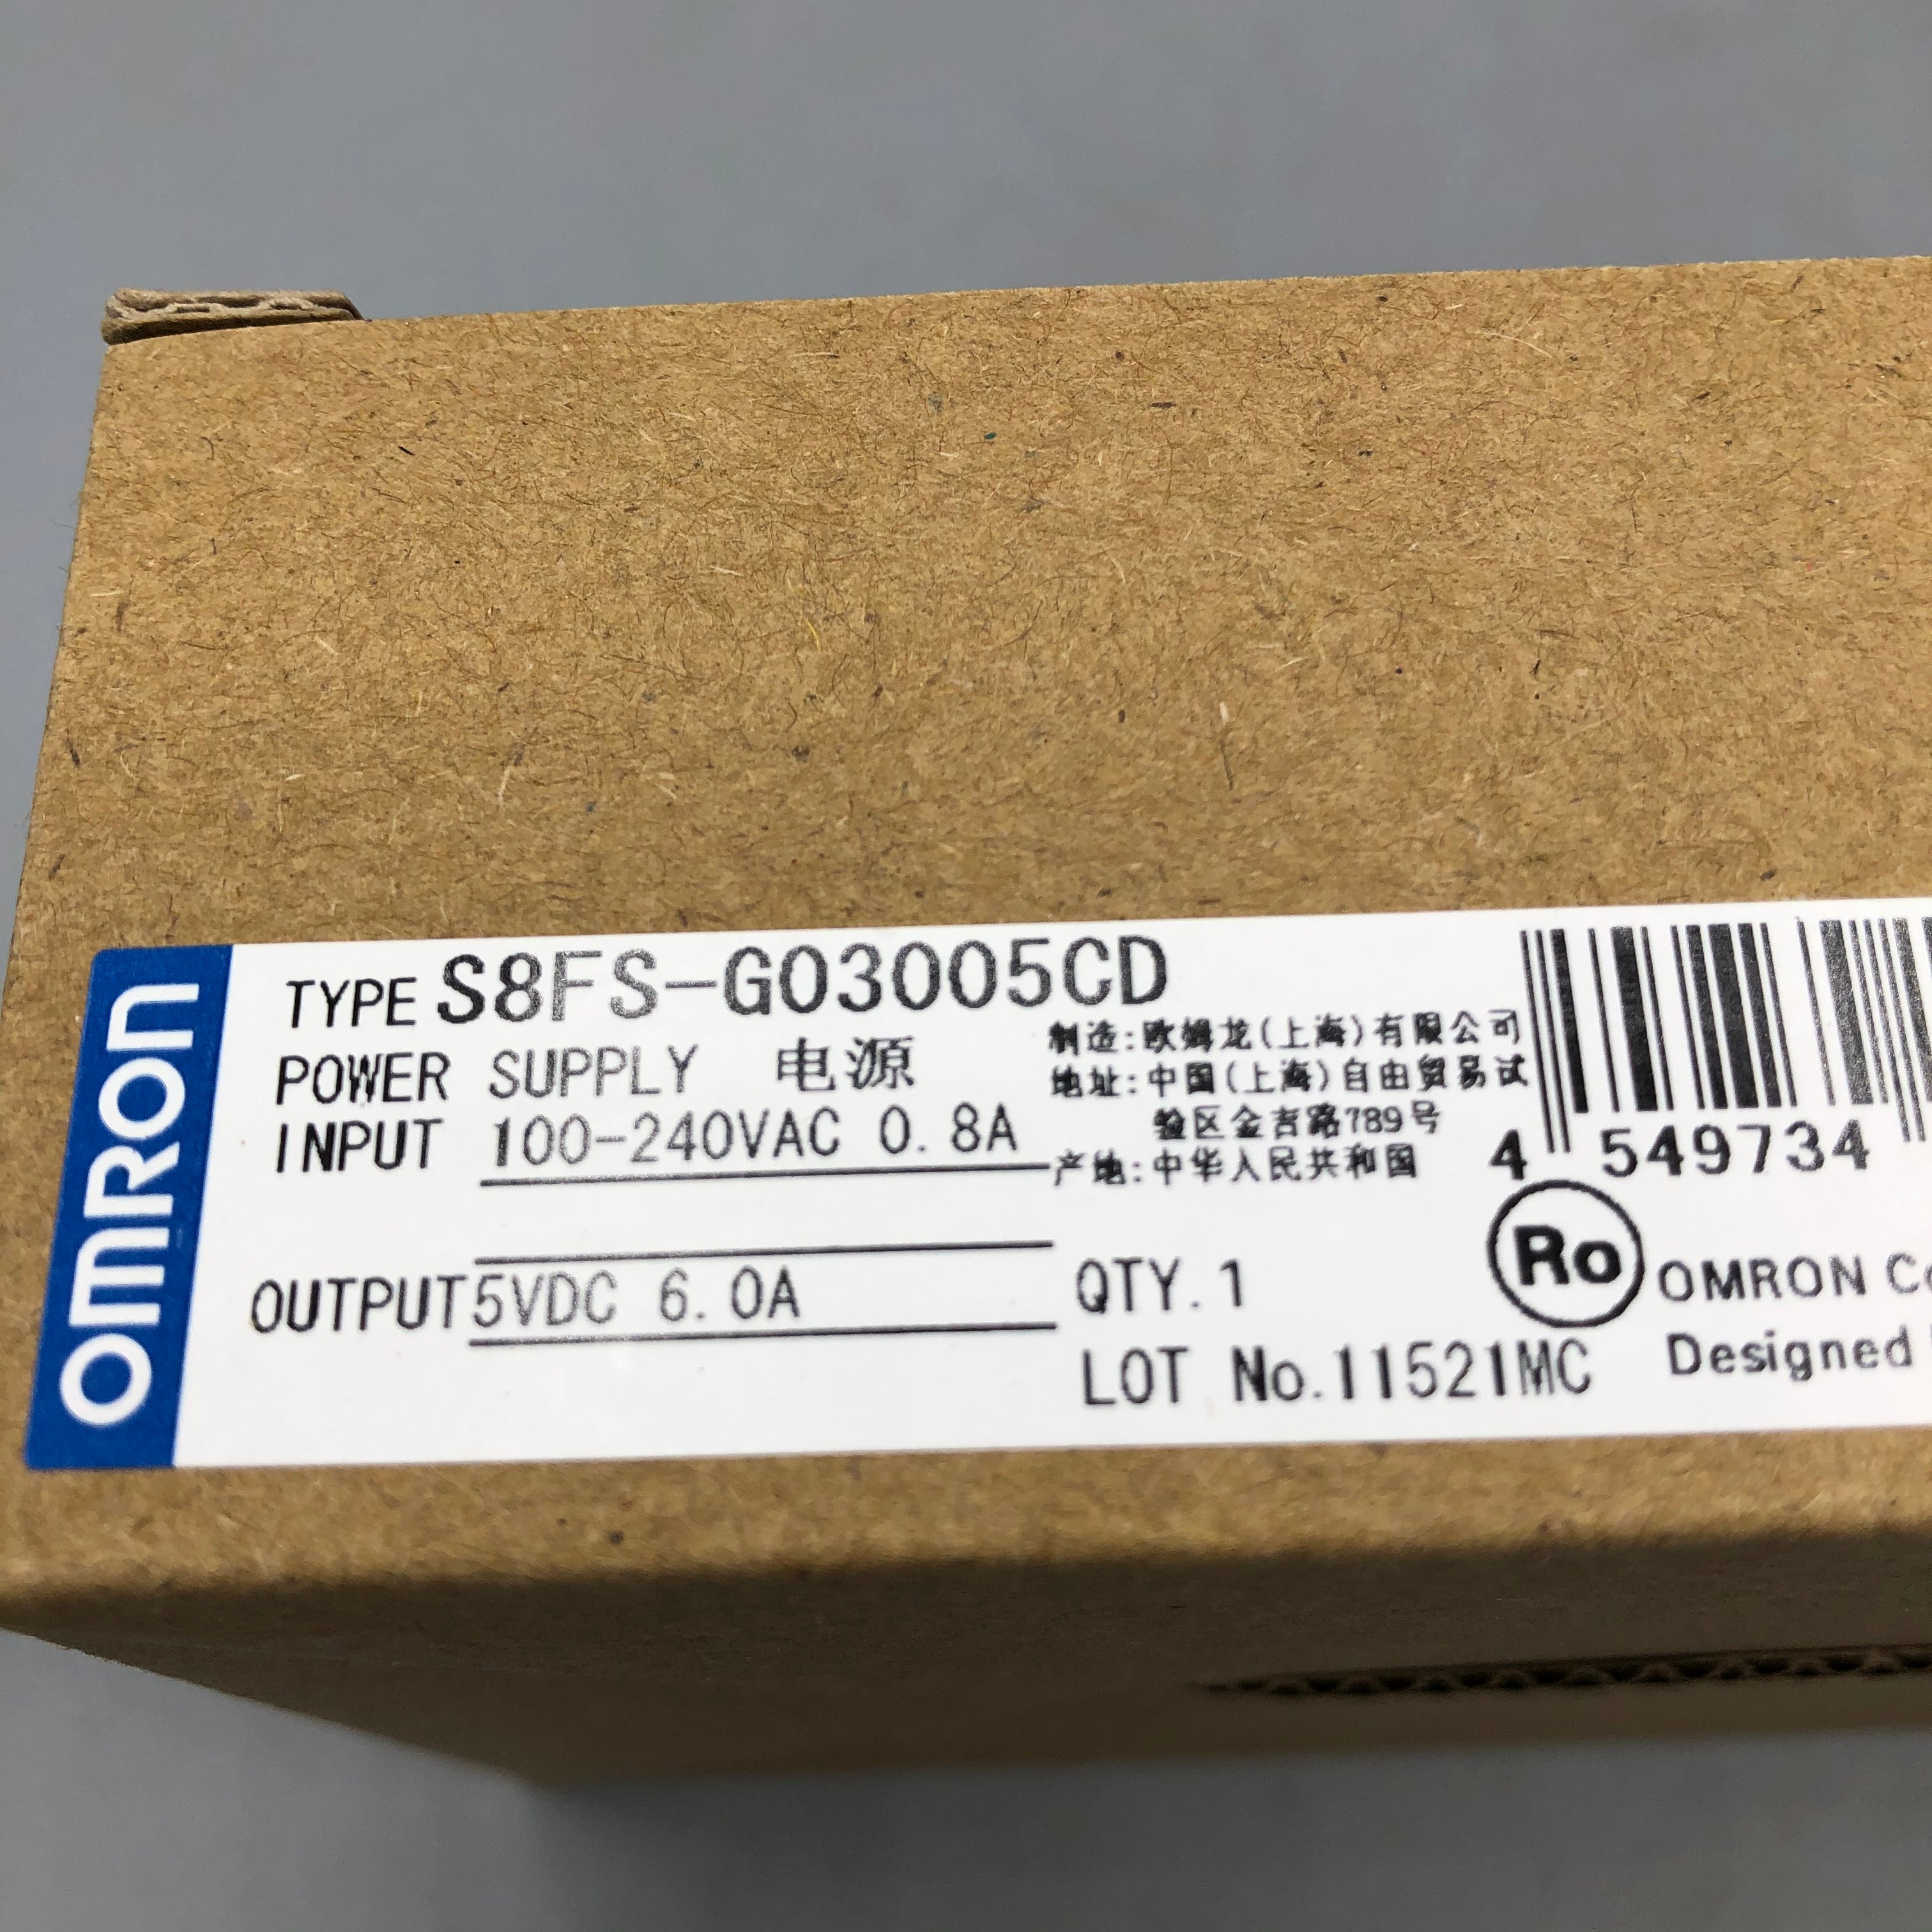 OMRON
TYPE S8FS-G03005CD
POWER SUPPLY 电源
INPUT 100-240VAC 0.8A
OUTPUT 5VDC 6.0A
制造:欧姆龙(上海)有限公司
地址:中国(上海)自由贸易试
验区金吉路789号
产地:中华人民共和国
QTY. 1
LOT No. 11521MC
4 549734
Ro
OMRON
Designed